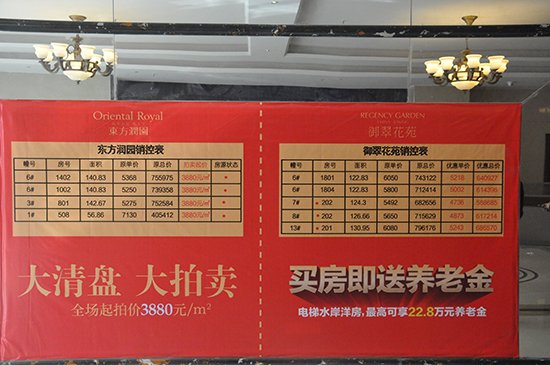 Oriental Royal
東方潤園
东方润园销控表
幢号 房号 面积 原单价 原总价 拍卖起价 房源状态
6# 1402 140.83 5368 755975 3880元/㎡ •
6# 1002 140.83 5250 739358 3880元/㎡ •
3# 801 142.67 5275 752584 3880元/㎡ •
1# 508 56.86 7130 405412 3880元/㎡ •
大清盘 大拍卖
全场起拍价3880元/m²
REGENCY GARDEN
御翠花苑
御翠花苑销控表
幢号 房号 面积 原单价 原总价 优惠单价 优惠总价
6# 1801 122.83 6050 743122 5218 640927
6# 1804 122.83 5800 712414 5002 614396
7# • 202 124.3 5492 682656 4736 588685
8# • 202 126.66 5650 715629 4873 617214
13# • 201 130.95 6080 796176 5243 686570
买房即送养老金
电梯水岸洋房,最高可享22.8万元养老金